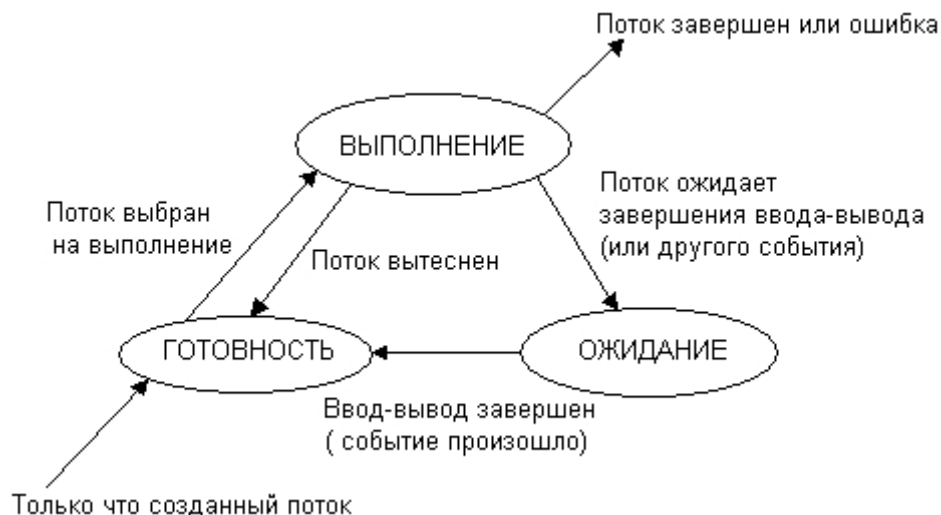 Поток завершен или ошибка
ВЫПОЛНЕНИЕ
Поток выбран
на выполнение
Поток вытеснен
Поток ожидает
завершения ввода-вывода
(или другого события)
ГОТОВНОСТЬ
ОЖИДАНИЕ
Ввод-вывод завершен
( событие произошло)
Только что созданный поток